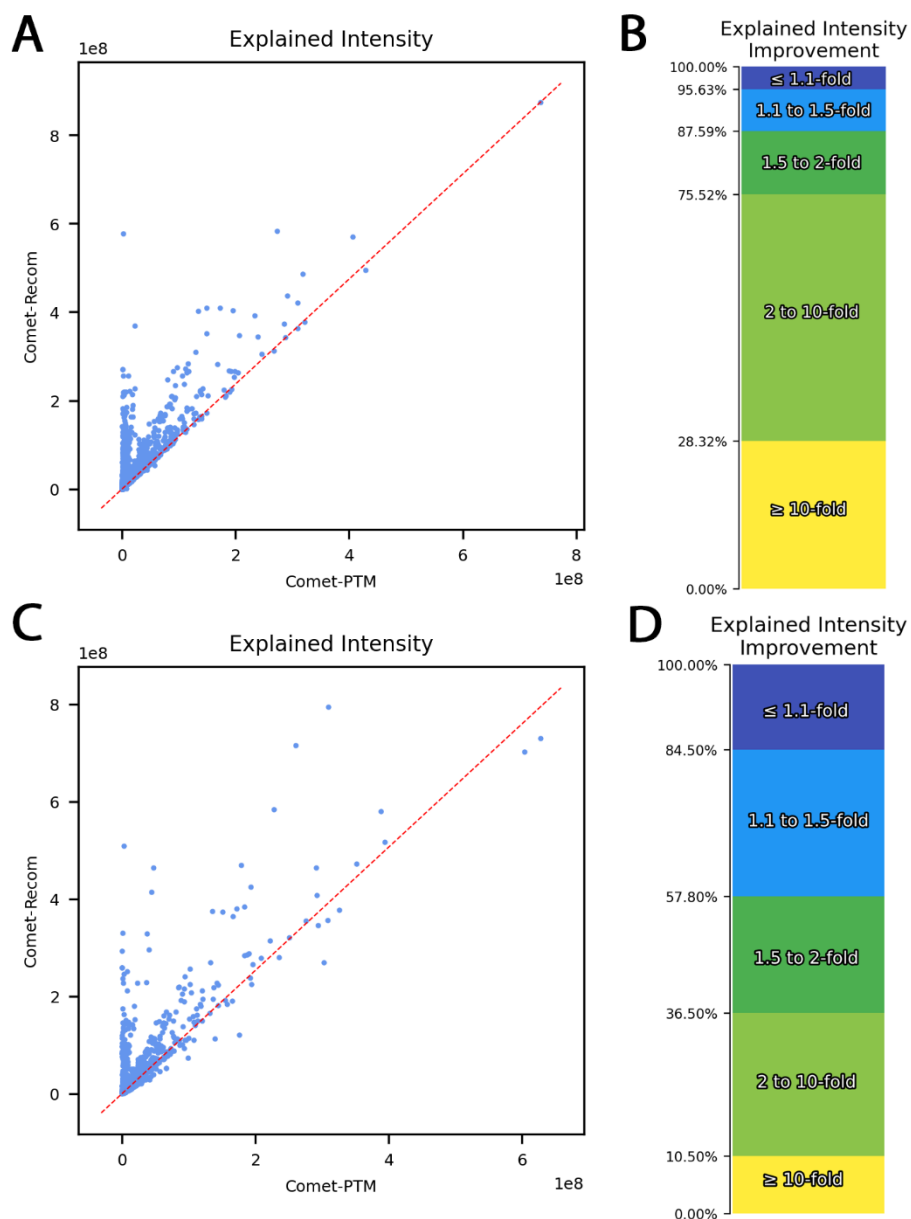 A
Explained Intensity
1e8
8
6
4
2
0
Comet-Recom
0 2 4 6 8
Comet-PTM
1e8
B
Explained Intensity
Improvement
100.00%
≤ 1.1-fold
95.63%
1.1 to 1.5-fold
87.59%
1.5 to 2-fold
75.52%
2 to 10-fold
28.32%
≥ 10-fold
0.00%
C
Explained Intensity
1e8
8
6
4
2
0
Comet-Recom
0 2 4 6
Comet-PTM
1e8
D
Explained Intensity
Improvement
100.00%
≤ 1.1-fold
84.50%
1.1 to 1.5-fold
57.80%
1.5 to 2-fold
36.50%
2 to 10-fold
10.50%
≥ 10-fold
0.00%